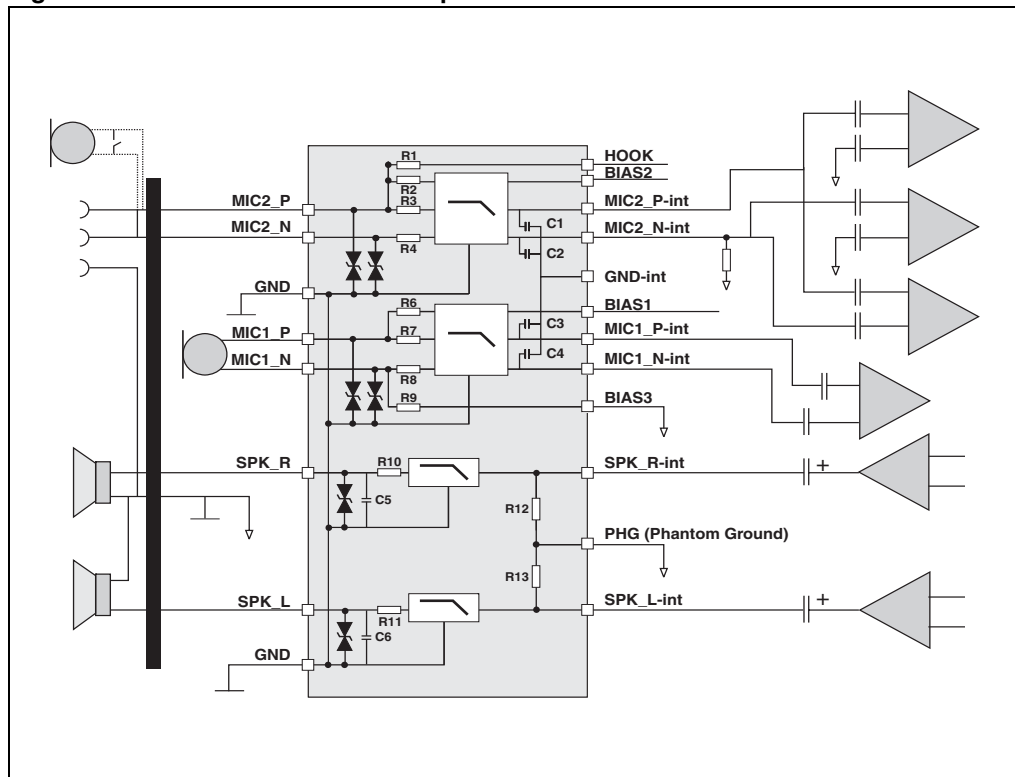 R1
HOOK
R2
BIAS2
MIC2_P
R3
MIC2_P-int
C1
MIC2_N
MIC2_N-int
R4
C2
GND-int
GND
R6
BIAS1
MIC1_P
R7
C3
MIC1_P-int
MIC1_N
R8
C4
MIC1_N-int
R9
BIAS3
SPK_R
R10
SPK_R-int
C5
R12
PHG (Phantom Ground)
R13
SPK_L
SPK_L-int
R11
C6
GND
+
+